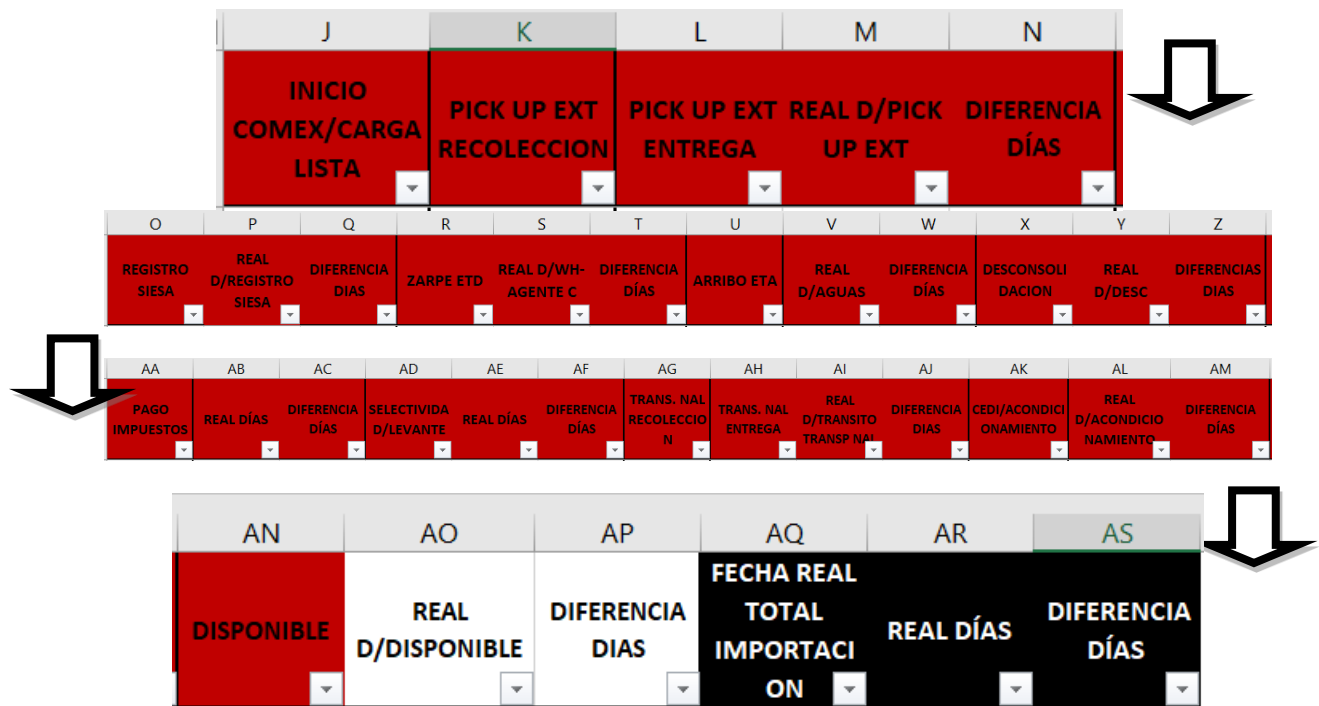 J K L M N
INICIO COMEX/CARGA LISTA
PICK UP EXT RECOLECCION
PICK UP EXT ENTREGA
REAL D/PICK UP EXT
DIFERENCIA DÍAS
O P Q R S T U V W X Y Z
REGISTRO SIESA
REAL D/REGISTRO SIESA
DIFERENCIA DIAS
ZARPE ETD
REAL D/WH-AGENTE C
DIFERENCIA DÍAS
ARRIBO ETA
REAL D/AGUAS
DIFERENCIA DÍAS
DESCONSOLI DACION
REAL D/DESC
DIFERENCIAS DIAS
AA AB AC AD AE AF AG AH AI AJ AK AL AM
PAGO IMPUESTOS
REAL DÍAS
DIFERENCIA DÍAS
SELECTIVIDA D/LEVANTE
REAL DÍAS
DIFERENCIA DÍAS
TRANS. NAL RECOLECCIO N
TRANS. NAL ENTREGA
REAL D/TRANSITO TRANSP NAL
DIFERENCIA DIAS
CEDI/ACONDICI ONAMIENTO
REAL D/ACONDICIO NAMIENTO
DIFERENCIA DÍAS
AN AO AP AQ AR AS
DISPONIBLE
REAL D/DISPONIBLE
DIFERENCIA DIAS
FECHA REAL TOTAL IMPORTACI ON
REAL DÍAS
DIFERENCIA DÍAS